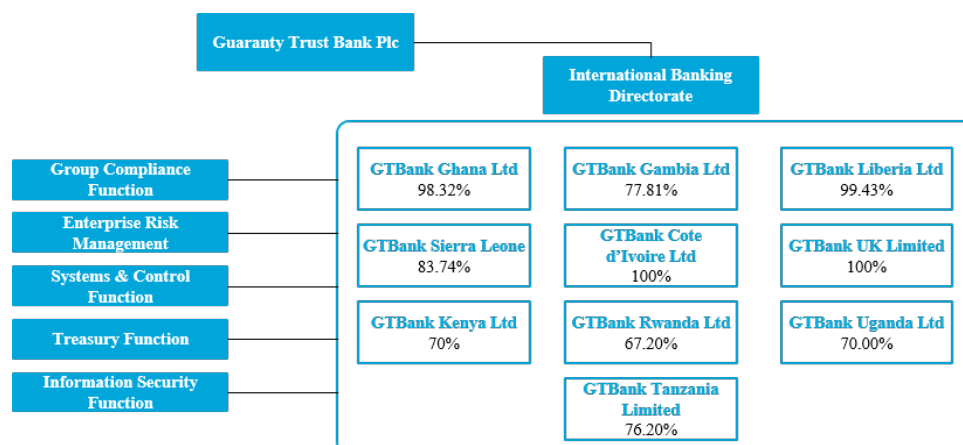 Guaranty Trust Bank Plc
International Banking
Directorate
Group Compliance
Function
Enterprise Risk
Management
Systems & Control
Function
Treasury Function
Information Security
Function
GTBank Ghana Ltd
98.32%
GTBank Gambia Ltd
77.81%
GTBank Liberia Ltd
99.43%
GTBank Sierra Leone
83.74%
GTBank Cote
d’Ivoire Ltd
100%
GTBank UK Limited
100%
GTBank Kenya Ltd
70%
GTBank Rwanda Ltd
67.20%
GTBank Uganda Ltd
70.00%
GTBank Tanzania
Limited
76.20%